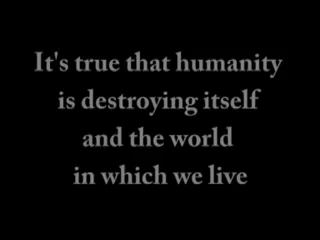 It's true that humanity
is destroying itself
and the world
in which we live